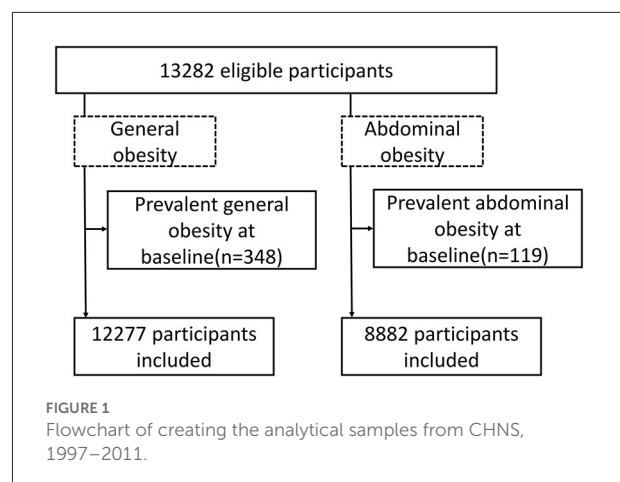 13282 eligible participants
General
obesity
Abdominal
obesity
Prevalent general
obesity at
baseline(n=348)
Prevalent abdominal
obesity at
baseline(n=119)
12277 participants
included
8882 participants
included
FIGURE 1
Flowchart of creating the analytical samples from CHNS,
1997–2011.